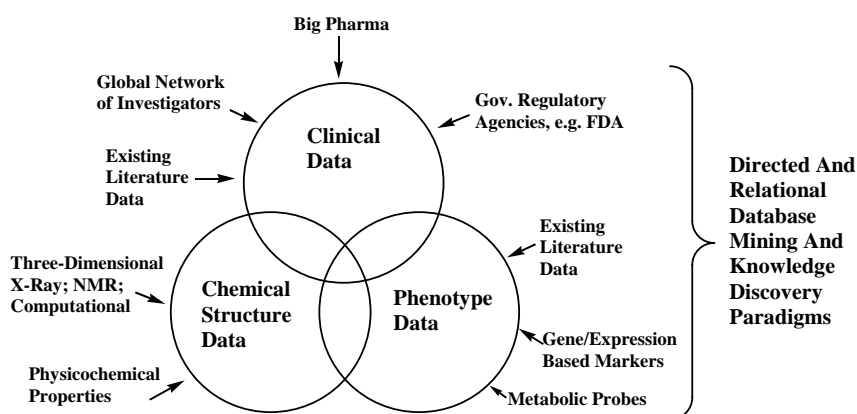 Big Pharma
Global Network
of Investigators
Gov. Regulatory
Agencies, e.g. FDA
Clinical
Data
Existing
Literature
Data
Directed And
Relational
Database
Mining And
Knowledge
Discovery
Paradigms
Existing
Literature
Data
Three-Dimensional
X-Ray; NMR;
Computational
Chemical
Structure
Data
Phenotype
Data
Gene/Expression
Based Markers
Physicochemical
Properties
Metabolic Probes